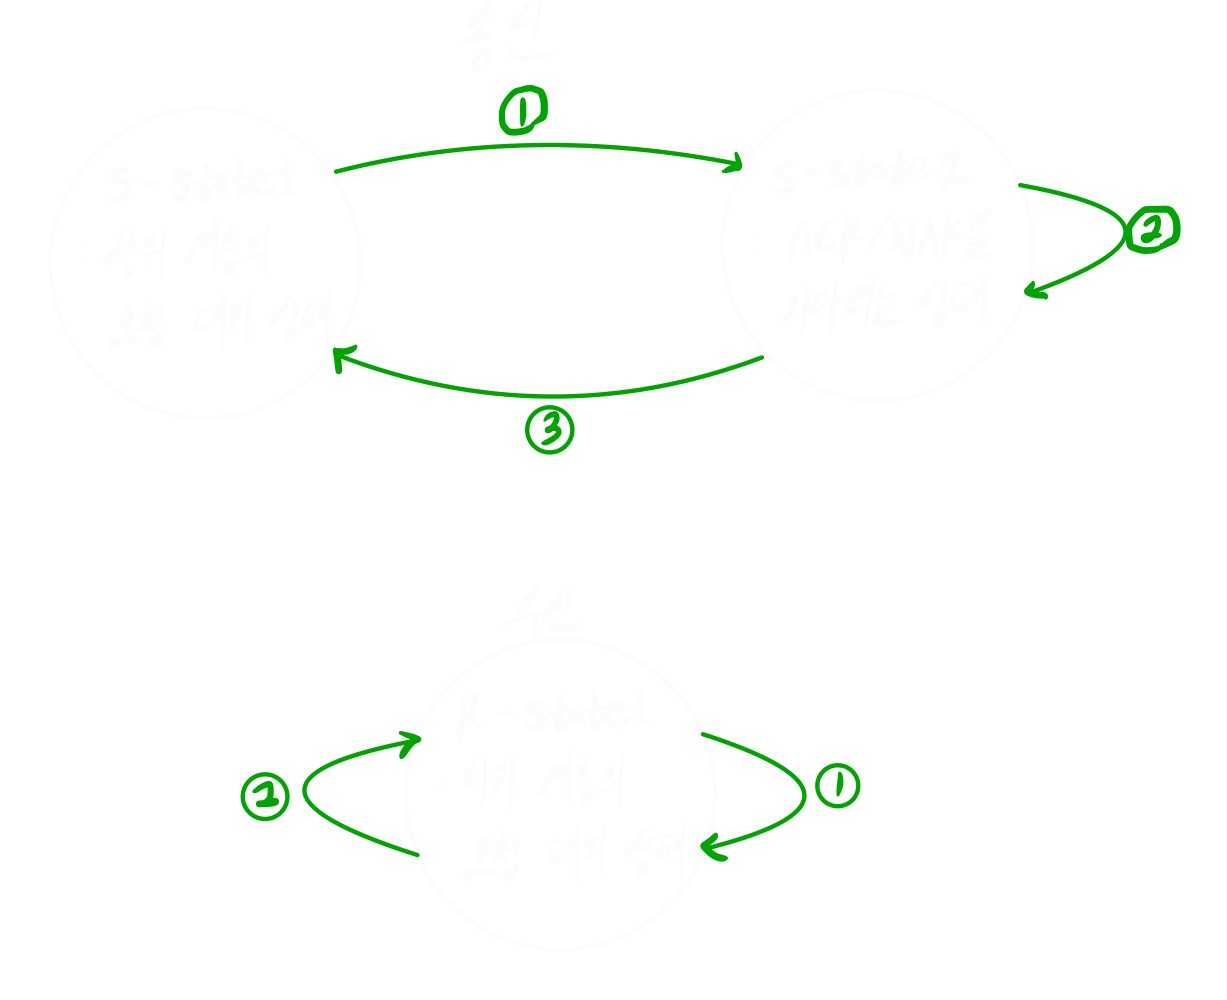 송신
①
S-state1
: 상위 계층의
요청 대기 상태
S-state2
: ACK/NAK를
기다리는 상태
②
③
수신
R-state1
: 하위 계층의
요청 대기 상태
②
①